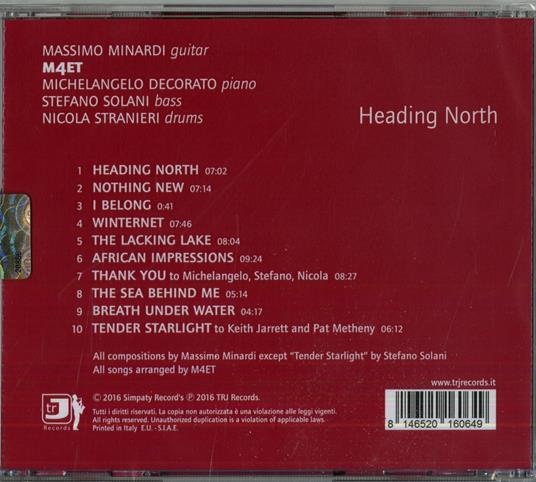 MASSIMO MINARDI guitar
M4ET
MICHELANGELO DECORATO piano
STEFANO SOLANI bass
NICOLA STRANIERI drums
Heading North
1 HEADING NORTH 07:02
2 NOTHING NEW 07:14
3 I BELONG 0:41
4 WINTERNET 07:46
5 THE LACKING LAKE 08:04
6 AFRICAN IMPRESSIONS 09:24
7 THANK YOU to Michelangelo, Stefano, Nicola 08:27
8 THE SEA BEHIND ME 05:14
9 BREATH UNDER WATER 04:17
10 TENDER STARLIGHT to Keith Jarrett and Pat Metheny 06:12
All compositions by Massimo Minardi except "Tender Starlight" by Stefano Solani
All songs arranged by M4ET
www.trjrecords.it
trj
Records
© 2016 Simpaty Record's ℗ 2016 TRJ Records.
Tutti i diritti riservati. La copia non autorizzata è una violazione alle leggi vigenti.
All rights reserved. Unauthorized duplication is a violation of applicable laws.
Printed in Italy E.U. - S.I.A.E.
8 146520 160649